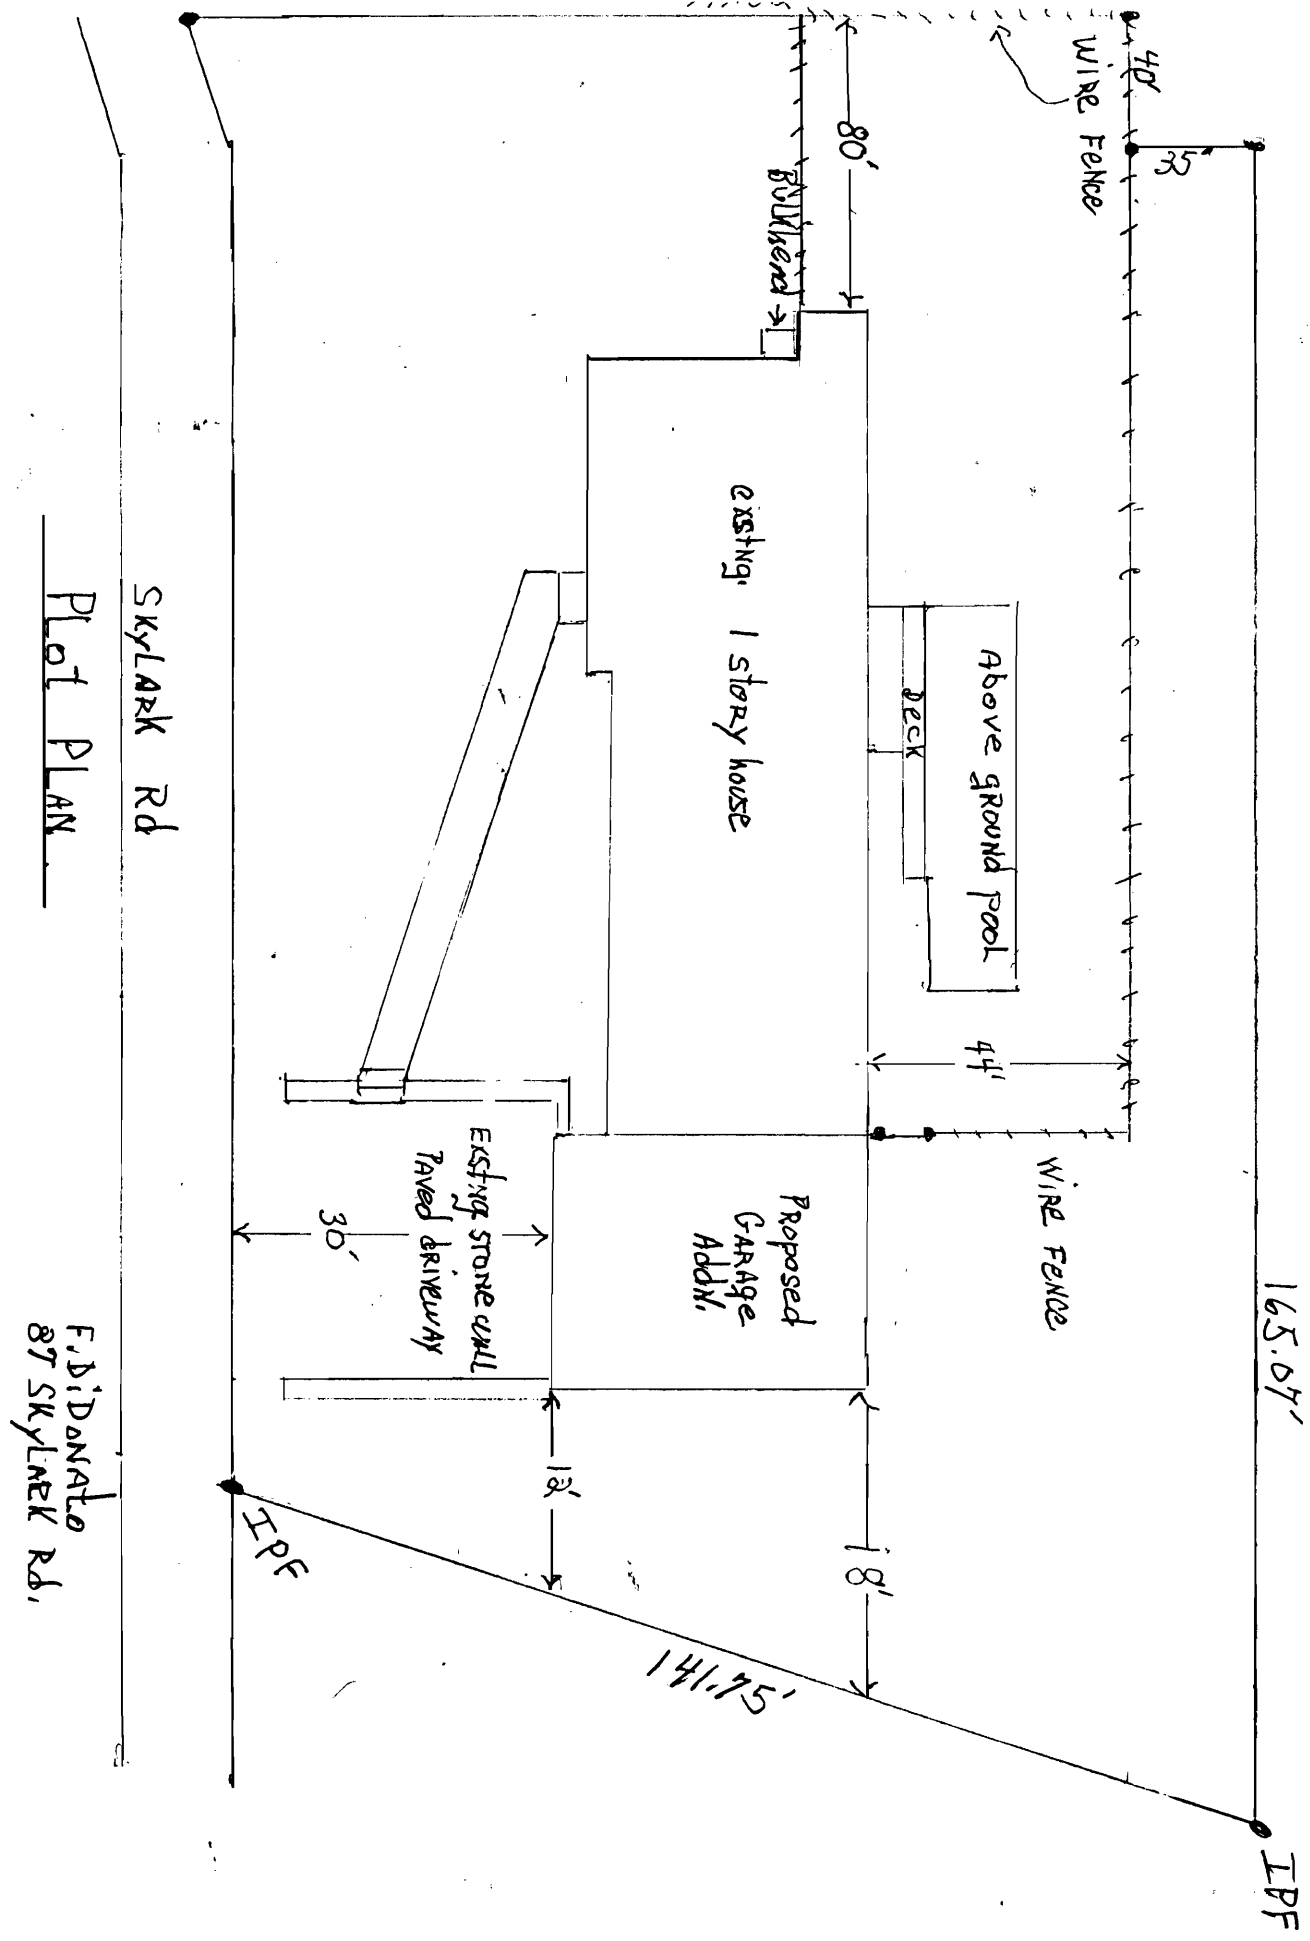 165.07'
IPF
40'
35'
WIRE FENCE
80'
BULKhead
Above gROUND POOL
DECK
44'
WIRE FENCE
exstng. 1 stoRy house
PROPOSED
GARAGE
Addn.
18'
12'
141.75'
EXSTNG STONE WALL
PAVED dRIVEWAY
30'
IPF
SKYLARK Rd
PLOT PLAN
F. DiDONATO
87 SKYLARK Rd.